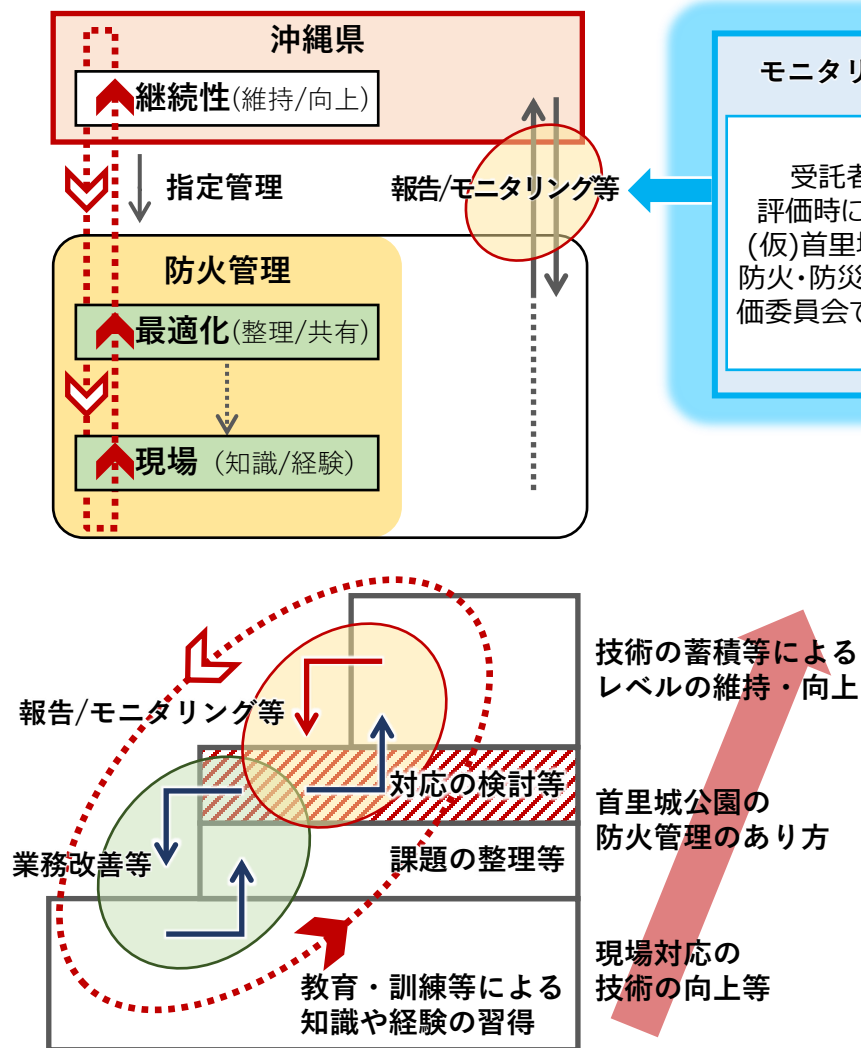 沖縄県
継続性(維持/向上)
指定管理
報告/モニタリング等
防火管理
最適化(整理/共有)
現場（知識/経験）
モニタリ
受託者
評価時に
(仮)首里城
防火・防災
価委員会で
技術の蓄積等による
レベルの維持・向上
報告/モニタリング等
対応の検討等
首里城公園の
防火管理のあり方
業務改善等
課題の整理等
教育・訓練等による
知識や経験の習得
現場対応の
技術の向上等